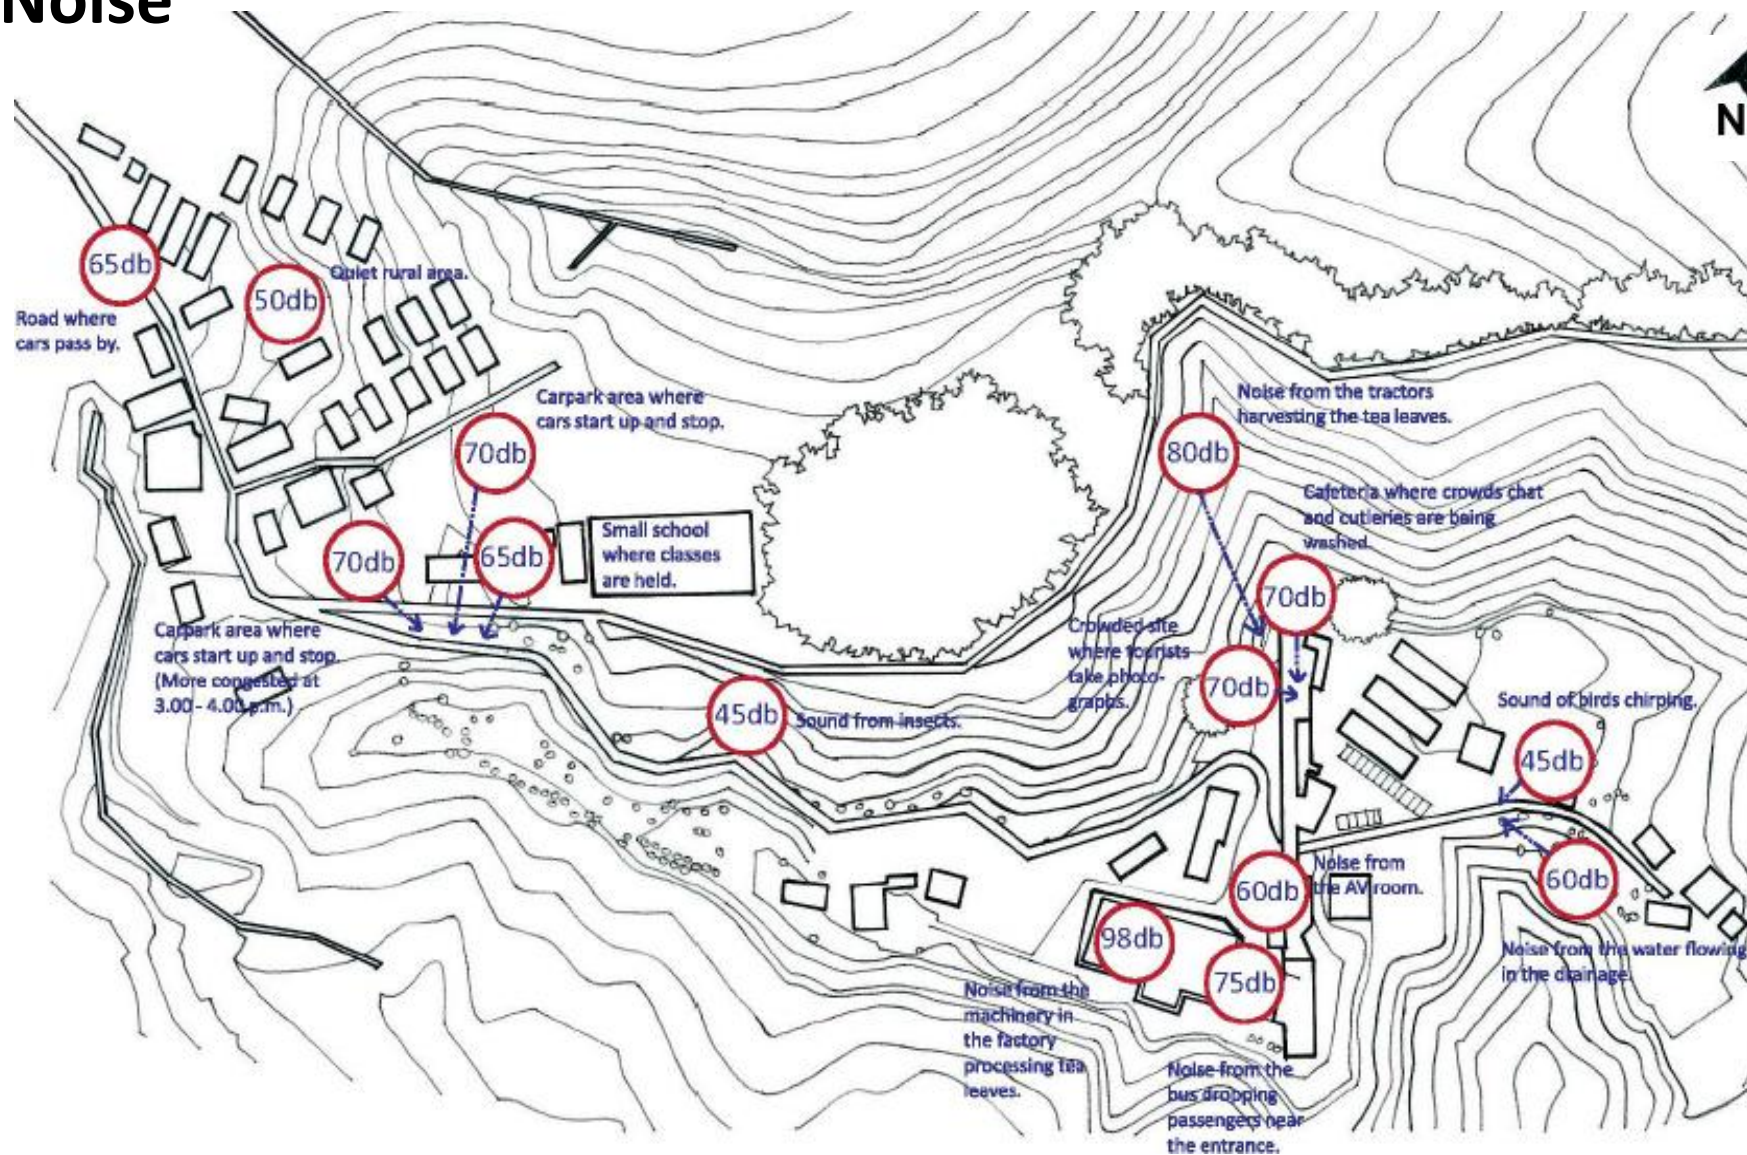 Noise
N
65db
Road where
cars pass by.
50db
Quiet rural area.
Carpark area where
cars start up and stop.
70db
70db
65db
Small school
where classes
are held.
Carpark area where
cars start up and stop.
(More congested at
3.00 - 4.00 p.m.)
45db
Sound from insects.
80db
Noise from the tractors
harvesting the tea leaves.
Cafeteria where crowds chat
and cutleries are being
washed.
70db
Crowded site
where tourists
take photo-
graphs.
70db
Sound of birds chirping.
45db
60db
Noise from
the AV room.
60db
Noise from the water flowing
in the drainage.
98db
75db
Noise from the
machinery in
the factory
processing tea
leaves.
Noise from the
bus dropping
passengers near
the entrance.